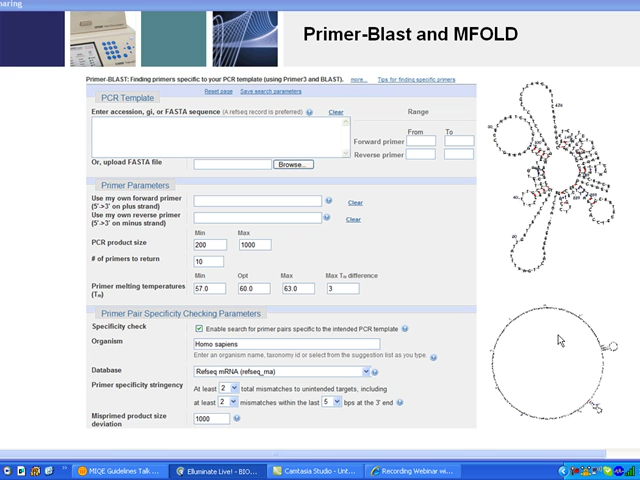 haring
Primer-Blast and MFOLD
Primer-BLAST: Finding primers specific to your PCR template (using Primer3 and BLAST). more... Tips for finding specific primers
Reset page Save search parameters
PCR Template
Enter accession, gi, or FASTA sequence (A refseq record is preferred) Clear Range
From To
Forward primer
Reverse primer
Or, upload FASTA file Browse...
Primer Parameters
Use my own forward primer
(5'->3' on plus strand) Clear
Use my own reverse primer
(5'->3' on minus strand) Clear
Min Max
PCR product size 200 1000
# of primers to return 10
Min Opt Max Max Tm difference
Primer melting temperatures
(Tm) 57.0 60.0 63.0 3
Primer Pair Specificity Checking Parameters
Specificity check Enable search for primer pairs specific to the intended PCR template
Organism Homo sapiens
Enter an organism name, taxonomy id or select from the suggestion list as you type.
Database Refseq mRNA (refseq_rna)
Primer specificity stringency At least 2 total mismatches to unintended targets, including
at least 2 mismatches within the last 5 bps at the 3' end
Misprimed product size
deviation 1000
MIQE Guidelines Talk ... Elluminate Live! - BIO... Camtasia Studio - Unt... Recording Webinar wi...